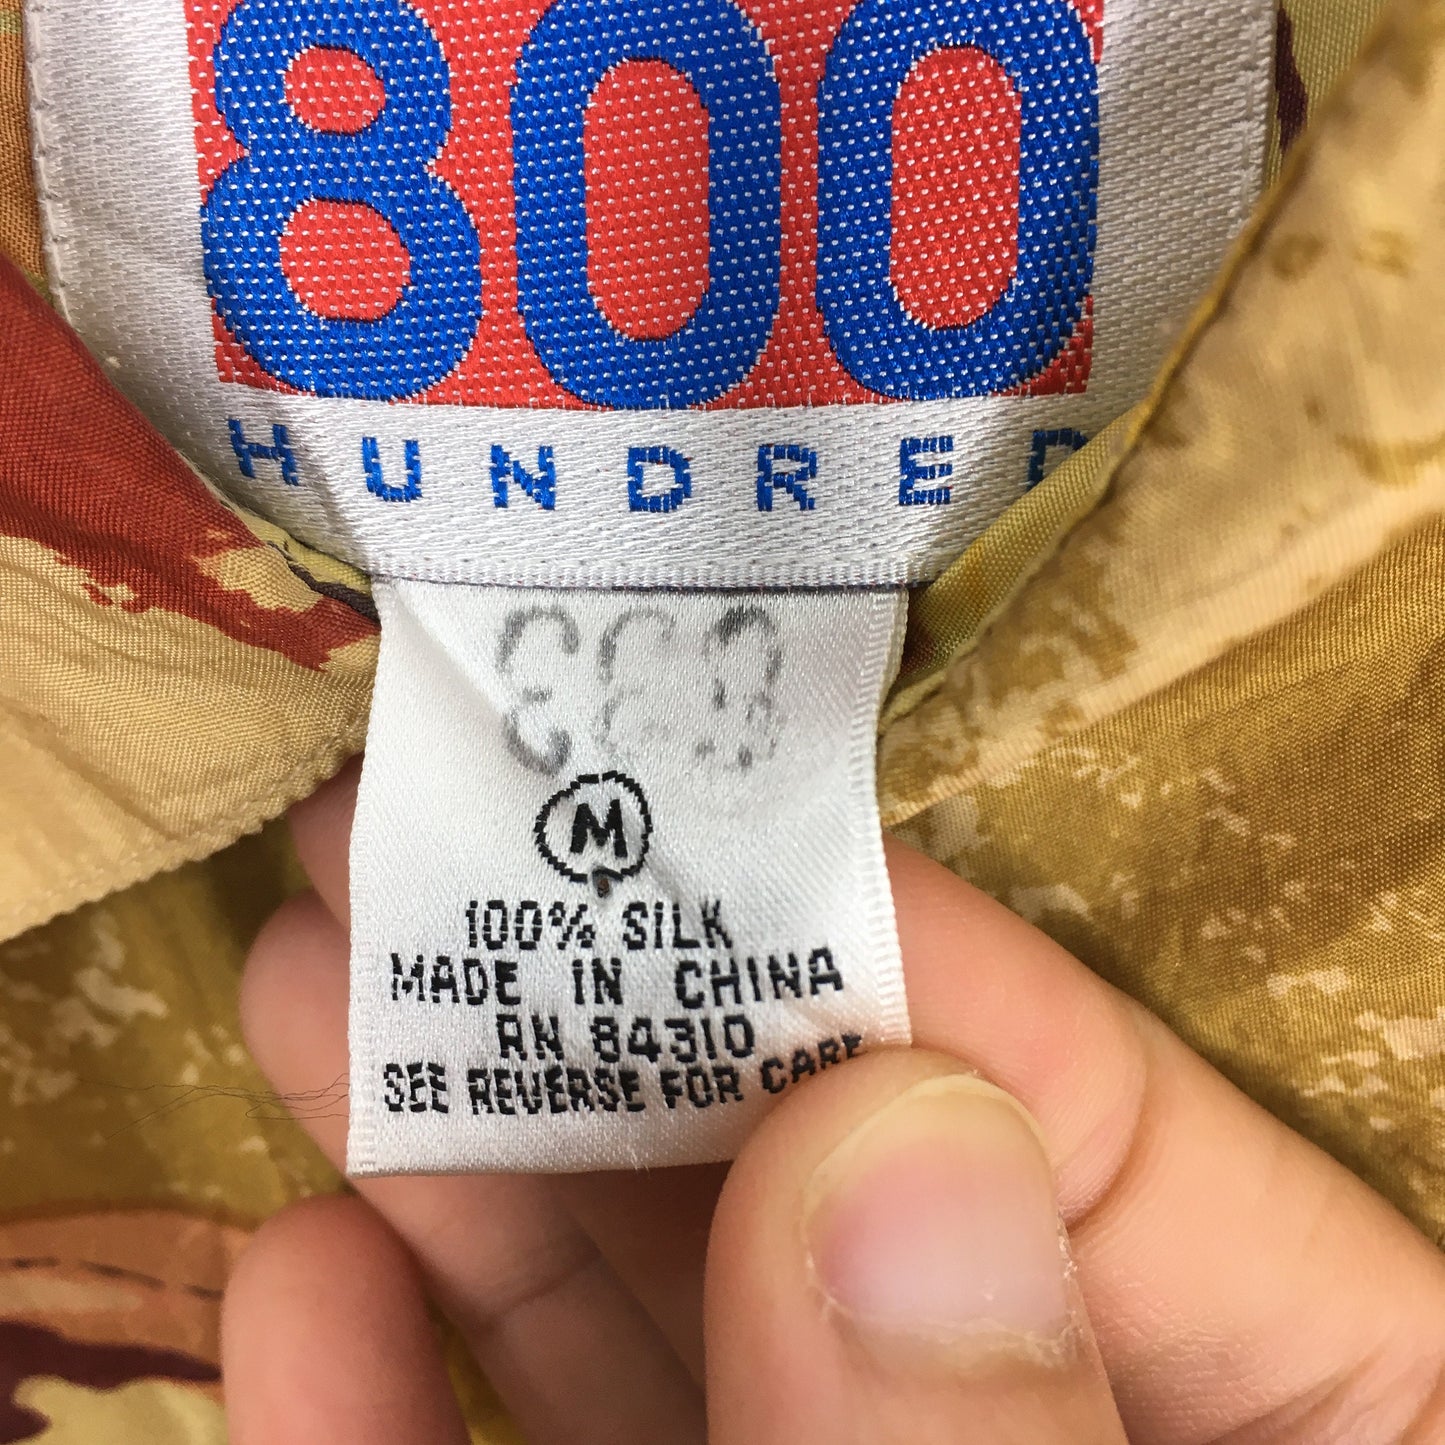 800
HUNDRED
M
100% SILK
MADE IN CHINA
RN 84310
SEE REVERSE FOR CARE